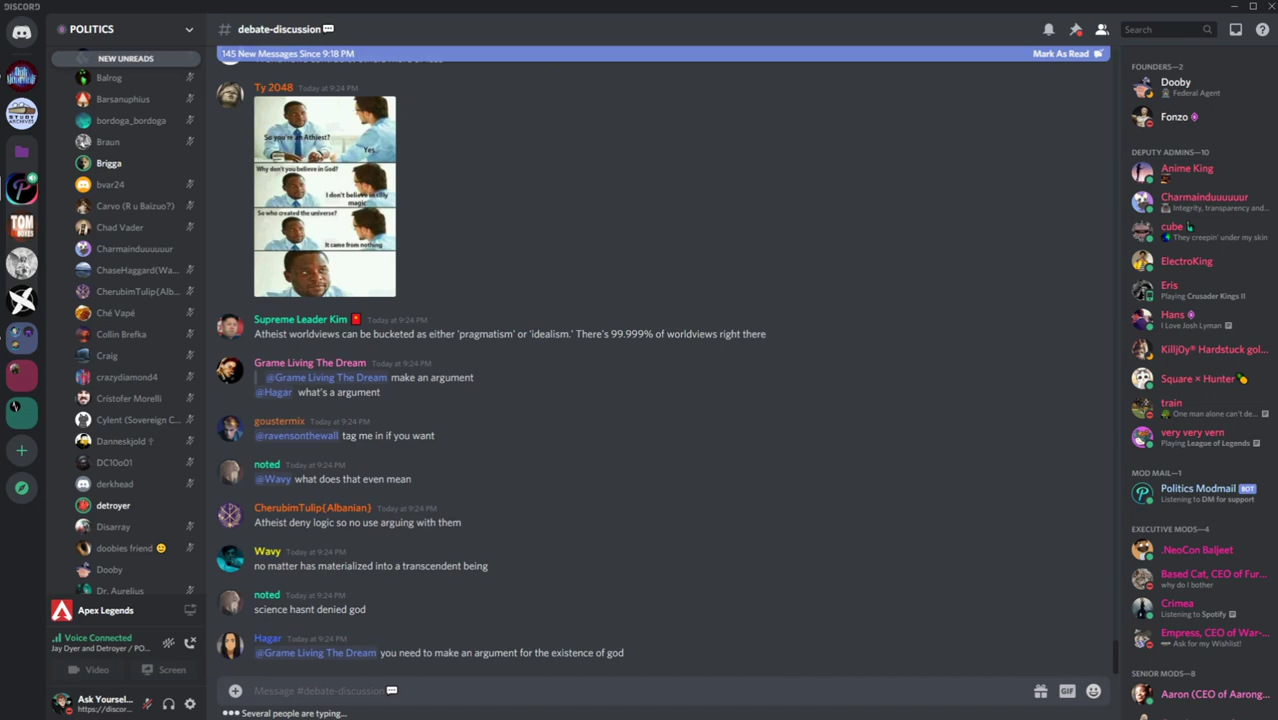 DISCORD
POLITICS
NEW UNREADS
Balrog
Barsanuphius
bordoga_bordoga
Braun
Brigga
bvar24
Carvo (R u Baizuo?)
Chad Vader
Charmainduuuuuur
ChaseHaggard(Wa...
CherubimTulip{Alb...
Ché Vapé
Collin Brefka
Craig
crazydiamond4
Cristofer Morelli
Cylent (Sovereign C...
Danneskjold †
DC10o01
derkhead
detroyer
Disarray
doobies friend
Dooby
Dr. Aurelius
Apex Legends
Voice Connected
Jay Dyer and Detroyer / PO...
Video
Screen
Ask Yoursel...
https://discor...
STUDY
ARCHIVES
TOM
BOXES
# debate-discussion
Search
145 New Messages Since 9:18 PM
Mark As Read
Ty 2048 Today at 9:24 PM
So you're an Athiest?
Yes.
Why don't you believe in God?
I don't believe in silly
magic
So who created the universe?
It came from nothing
Supreme Leader Kim Today at 9:24 PM
Atheist worldviews can be bucketed as either 'pragmatism' or 'idealism.' There's 99.999% of worldviews right there
Grame Living The Dream Today at 9:24 PM
@Grame Living The Dream make an argument
@Hagar what's a argument
goustermix Today at 9:24 PM
@ravensonthewall tag me in if you want
noted Today at 9:24 PM
@Wavy what does that even mean
CherubimTulip{Albanian} Today at 9:24 PM
Atheist deny logic so no use arguing with them
Wavy Today at 9:24 PM
no matter has materialized into a transcendent being
noted Today at 9:24 PM
science hasnt denied god
Hagar Today at 9:24 PM
@Grame Living The Dream you need to make an argument for the existence of god
Message #debate-discussion
GIF
Several people are typing...
FOUNDERS—2
Dooby
Federal Agent
Fonzo
DEPUTY ADMINS—10
Anime King
Charmainduuuuuur
Integrity, transparency and...
cube
They creepin' under my skin
ElectroKing
Eris
Playing Crusader Kings II
Hans
I Love Josh Lyman
Killj0y® Hardstuck gol...
Square × Hunter
train
One man alone can't de...
very very vern
Playing League of Legends
MOD MAIL—1
Politics Modmail BOT
Listening to DM for support
EXECUTIVE MODS—4
.NeoCon Baljeet
Based Cat, CEO of Fur...
why do I bother
Crimea
Listening to Spotify
Empress, CEO of War-...
Ask for my Wishlist!
SENIOR MODS—8
Aaron (CEO of Aarong...